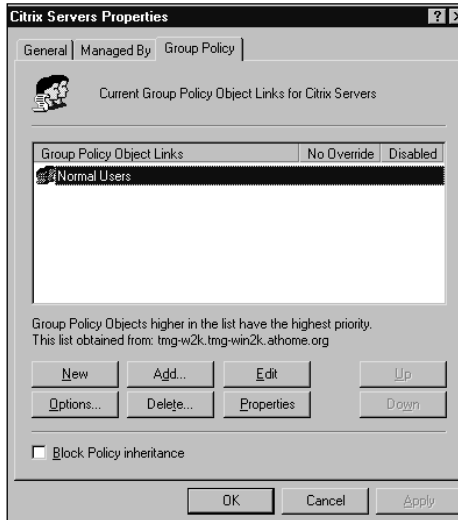 Citrix Servers Properties
General Managed By Group Policy
Current Group Policy Object Links for Citrix Servers
Group Policy Object Links No Override Disabled
Normal Users
Group Policy Objects higher in the list have the highest priority.
This list obtained from: tmg-w2k.tmg-win2k.athome.org
New Add... Edit Up
Options... Delete... Properties Down
Block Policy inheritance
OK Cancel Apply